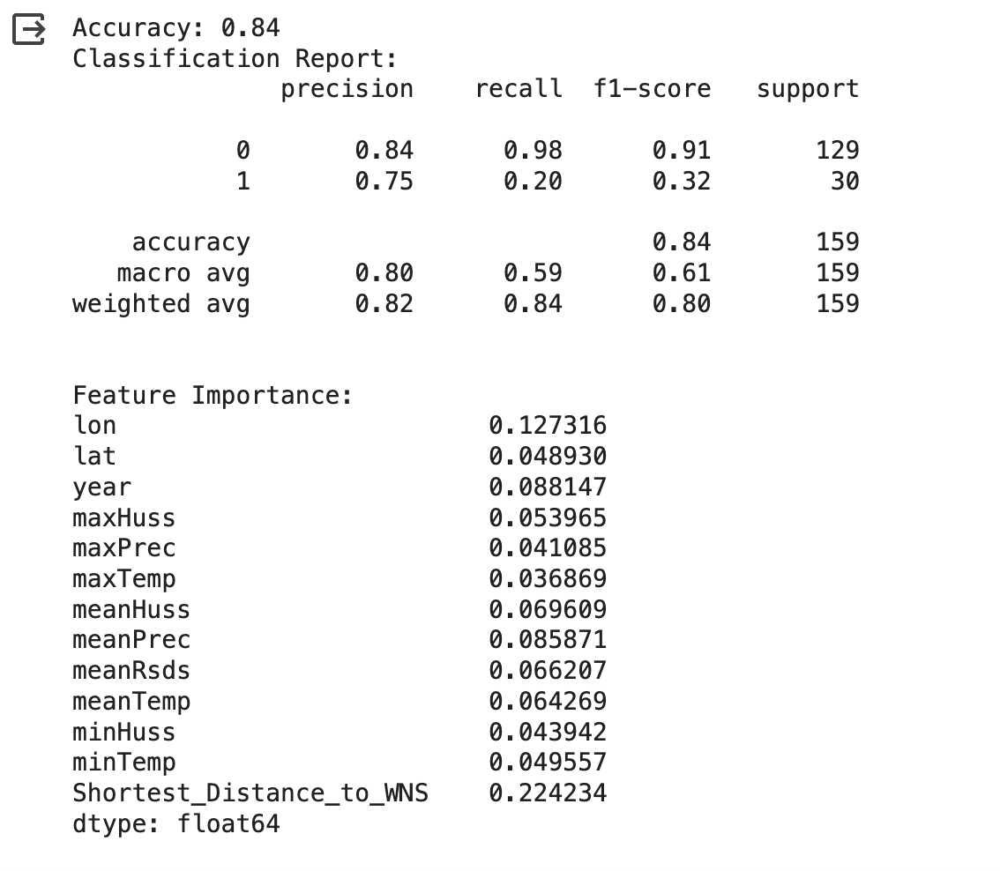 Accuracy: 0.84
Classification Report:
precision recall f1-score support
0 0.84 0.98 0.91 129
1 0.75 0.20 0.32 30
accuracy 0.84 159
macro avg 0.80 0.59 0.61 159
weighted avg 0.82 0.84 0.80 159
Feature Importance:
lon 0.127316
lat 0.048930
year 0.088147
maxHuss 0.053965
maxPrec 0.041085
maxTemp 0.036869
meanHuss 0.069609
meanPrec 0.085871
meanRsds 0.066207
meanTemp 0.064269
minHuss 0.043942
minTemp 0.049557
Shortest_Distance_to_WNS 0.224234
dtype: float64